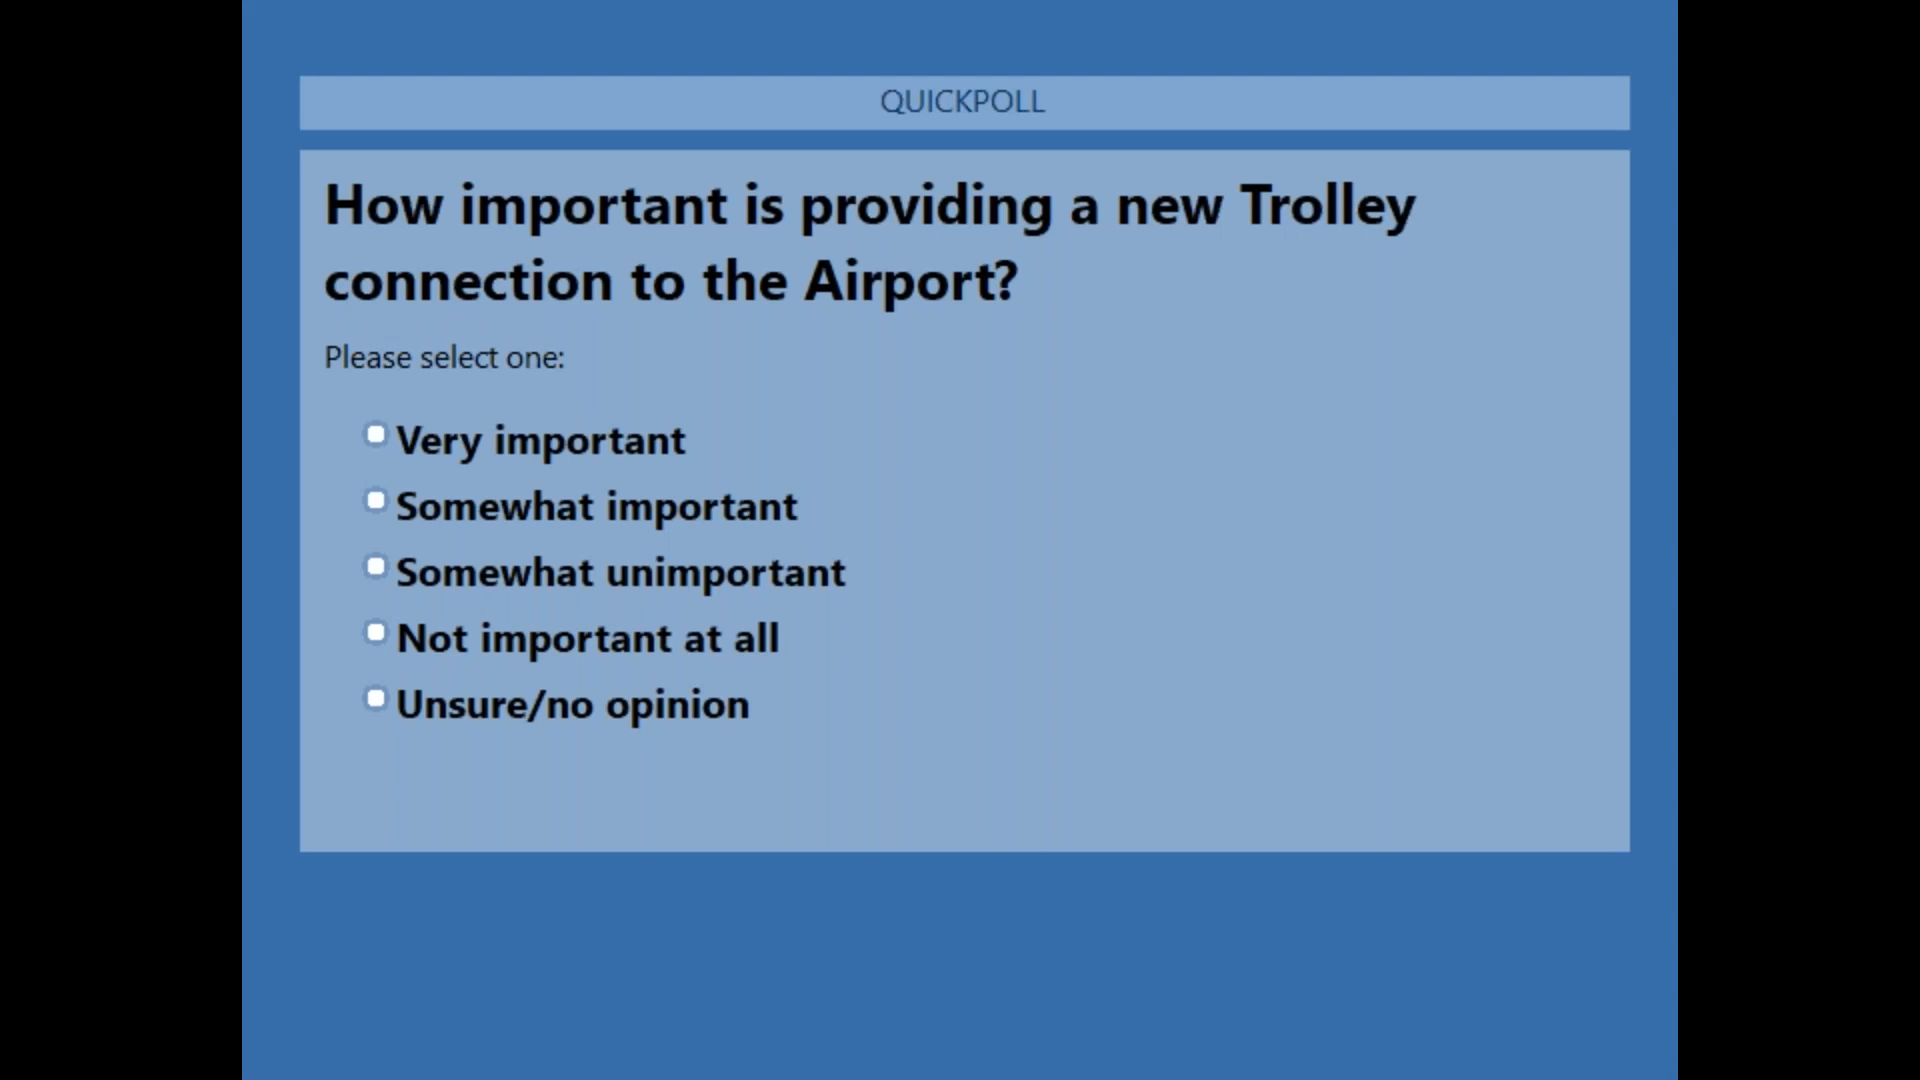 QUICKPOLL
How important is providing a new Trolley
connection to the Airport?
Please select one:
Very important
Somewhat important
Somewhat unimportant
Not important at all
Unsure/no opinion